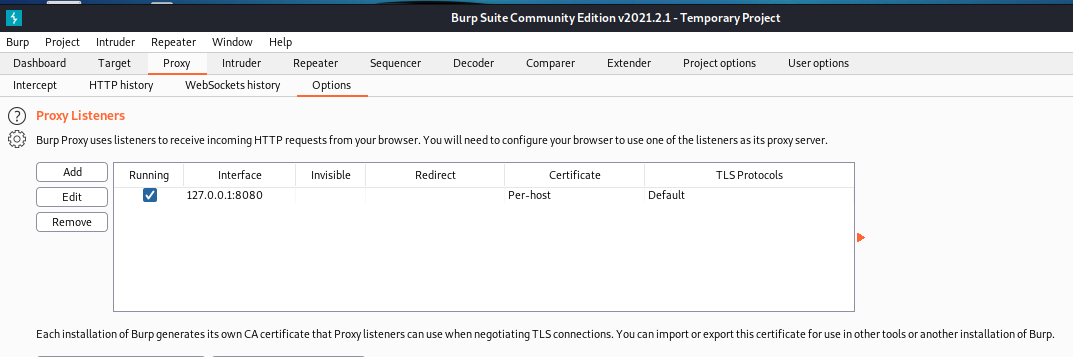 Burp Suite Community Edition v2021.2.1 - Temporary Project
Burp Project Intruder Repeater Window Help
Dashboard Target Proxy Intruder Repeater Sequencer Decoder Comparer Extender Project options User options
Intercept HTTP history WebSockets history Options
? Proxy Listeners
Burp Proxy uses listeners to receive incoming HTTP requests from your browser. You will need to configure your browser to use one of the listeners as its proxy server.
Add Running Interface Invisible Redirect Certificate TLS Protocols
Edit 127.0.0.1:8080 Per-host Default
Remove
Each installation of Burp generates its own CA certificate that Proxy listeners can use when negotiating TLS connections. You can import or export this certificate for use in other tools or another installation of Burp.